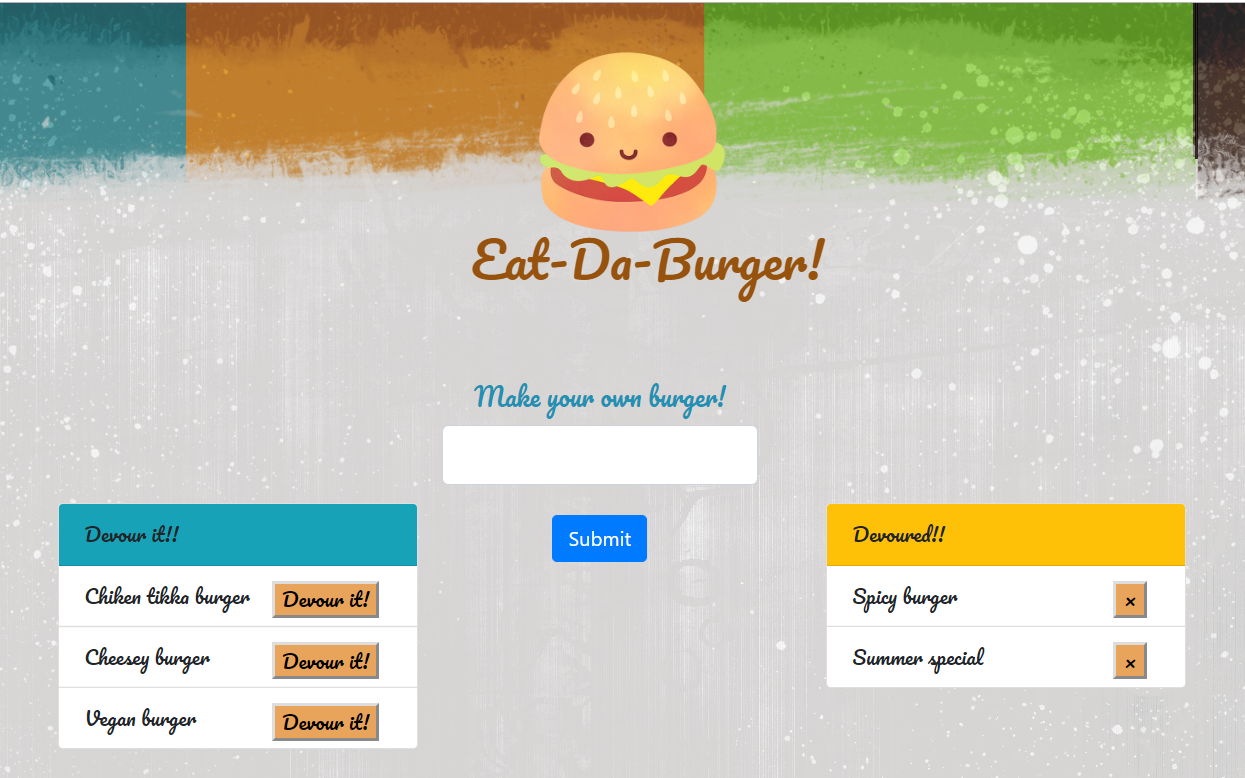 Eat-Da-Burger!
Make your own burger!
Submit
Devour it!!
Chiken tikka burger Devour it!
Cheesey burger Devour it!
Vegan burger Devour it!
Devoured!!
Spicy burger ×
Summer special ×